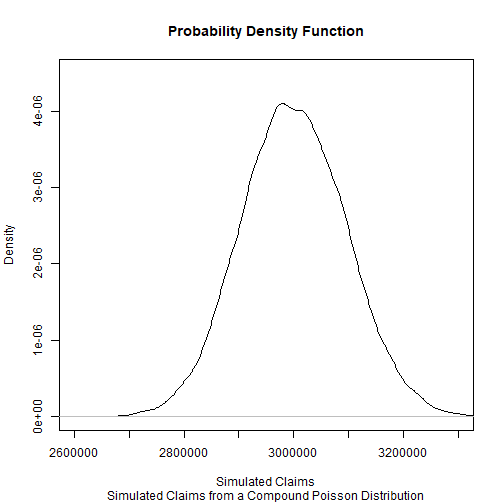 Probability Density Function
Density
4e-06
3e-06
2e-06
1e-06
0e+00
2600000 2800000 3000000 3200000
Simulated Claims
Simulated Claims from a Compound Poisson Distribution